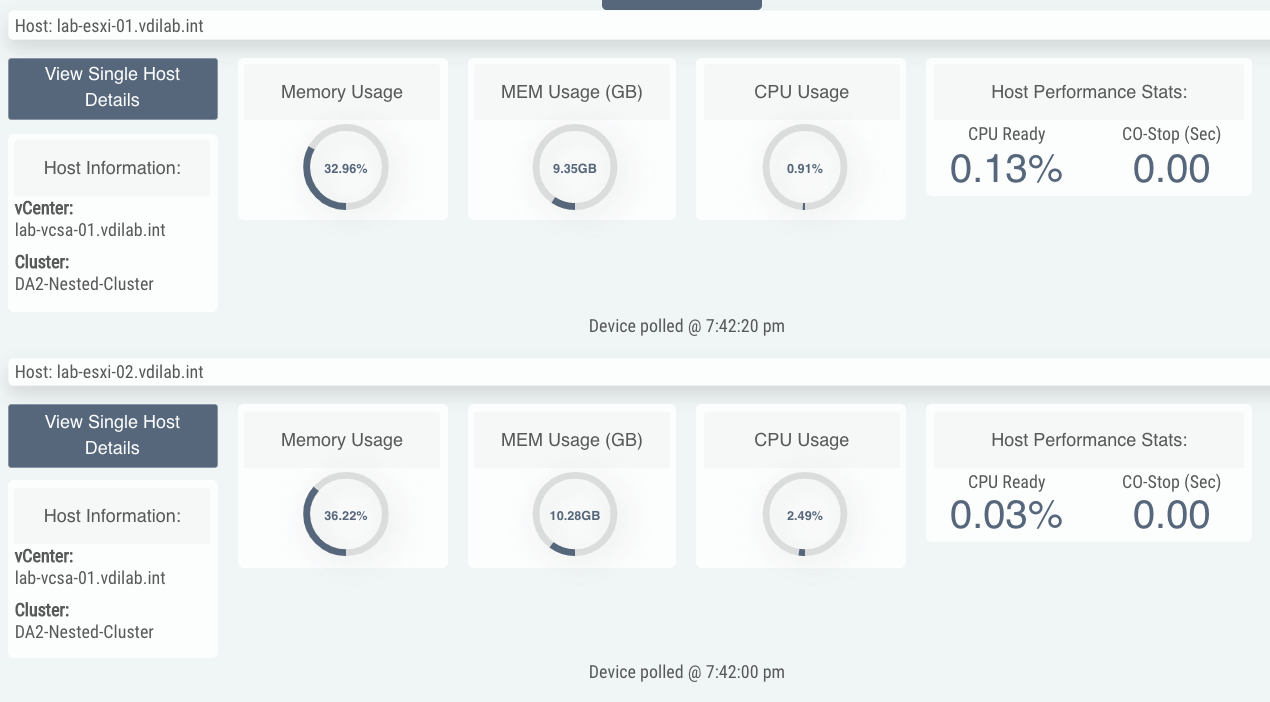 Host: lab-esxi-01.vdilab.int
View Single Host
Details
Host Information:
vCenter:
lab-vcsa-01.vdilab.int
Cluster:
DA2-Nested-Cluster
Memory Usage
32.96%
MEM Usage (GB)
9.35GB
CPU Usage
0.91%
Host Performance Stats:
CPU Ready CO-Stop (Sec)
0.13% 0.00
Device polled @ 7:42:20 pm
Host: lab-esxi-02.vdilab.int
View Single Host
Details
Host Information:
vCenter:
lab-vcsa-01.vdilab.int
Cluster:
DA2-Nested-Cluster
Memory Usage
36.22%
MEM Usage (GB)
10.28GB
CPU Usage
2.49%
Host Performance Stats:
CPU Ready CO-Stop (Sec)
0.03% 0.00
Device polled @ 7:42:00 pm